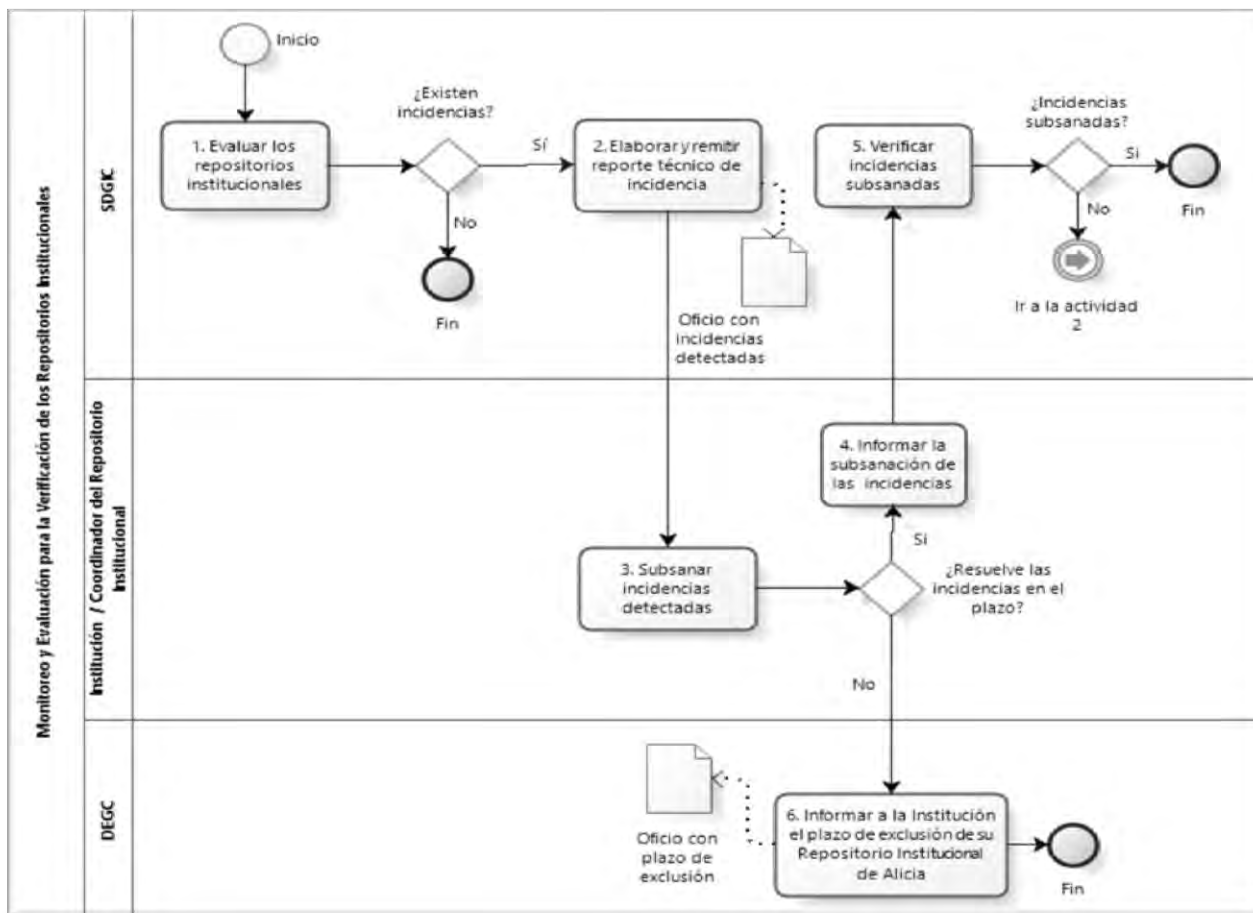 Monitoreo y Evaluación para la Verificación de los Repositorios Institucionales
SDGIC
Inicio
1. Evaluar los
repositorios
institucionales
¿Existen
incidencias?
Sí
No
Fin
2. Elaborar y remitir
reporte técnico de
incidencia
Oficio con
incidencias
detectadas
5. Verificar
incidencias
subsanadas
¿Incidencias
subsanadas?
Si
Fin
No
Ir a la actividad
2
Institución / Coordinador del Repositorio
Institucional
4. Informar la
subsanación de
las incidencias
Si
3. Subsanar
incidencias
detectadas
¿Resuelve las
incidencias en el
plazo?
No
DEGC
Oficio con
plazo de
exclusión
6. Informar a la Institución
el plazo de exclusión de su
Repositorio Institucional
de Alicia
Fin